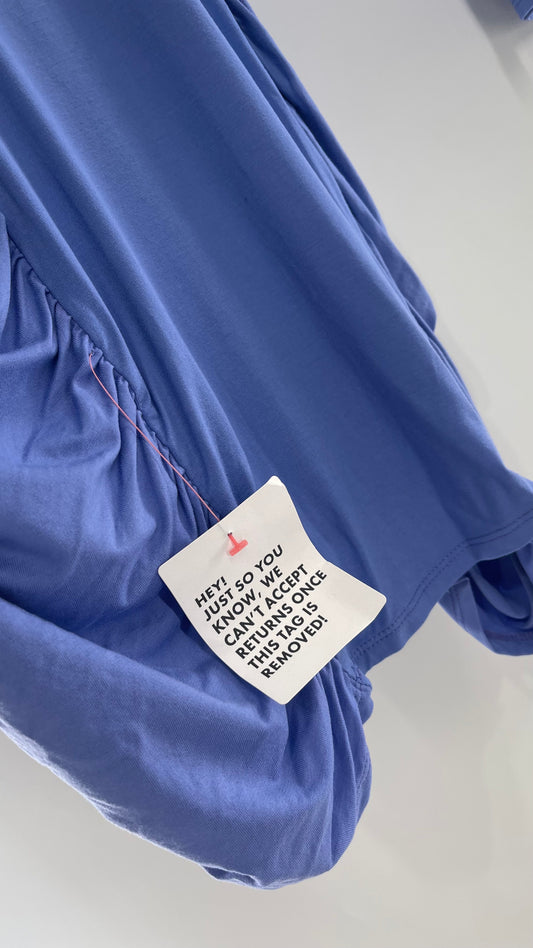 HEY!
JUST SO YOU
KNOW, WE
CAN'T ACCEPT
RETURNS ONCE
THIS TAG IS
REMOVED!